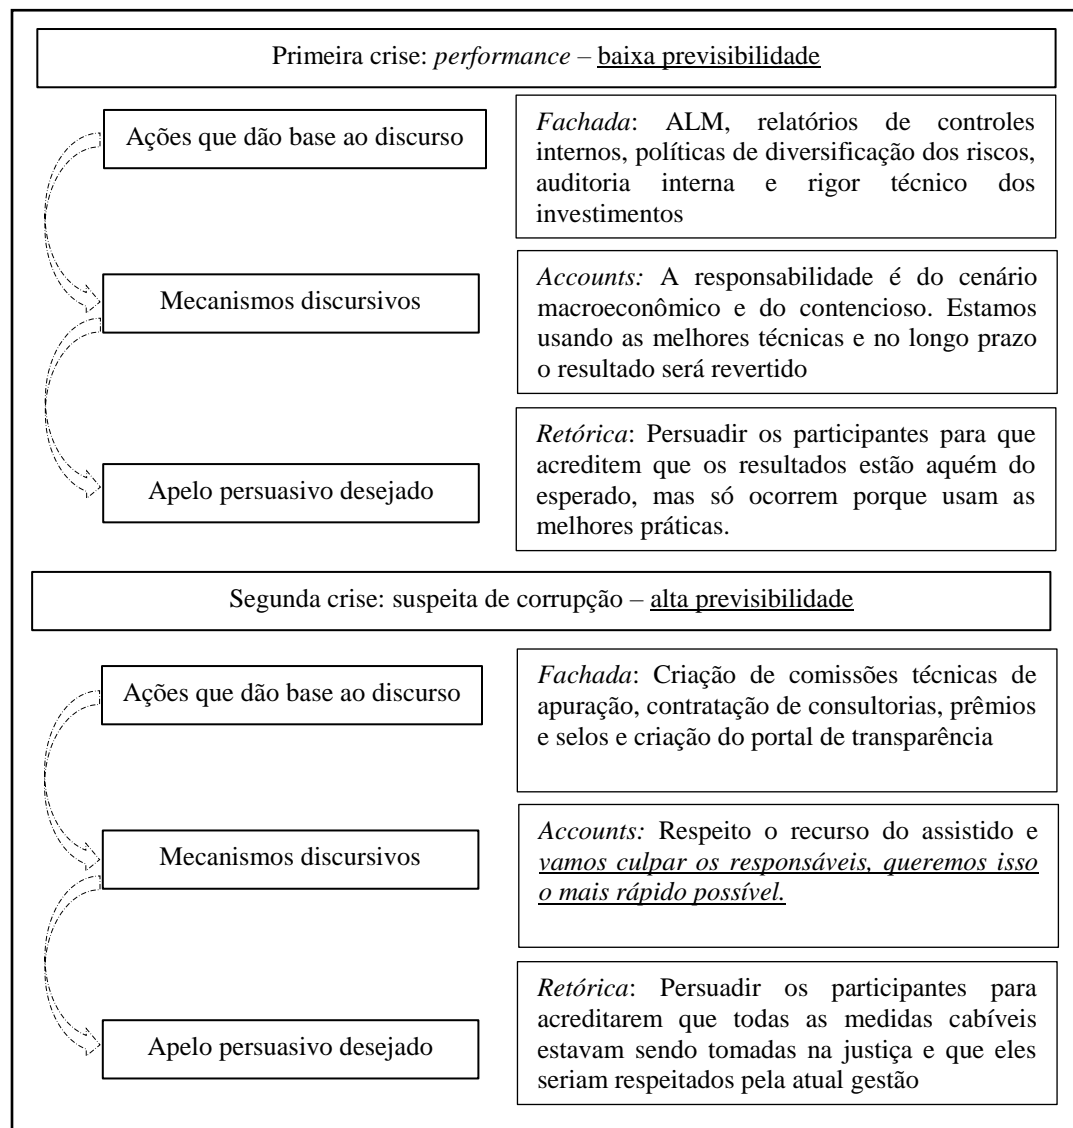 Primeira crise: performance – baixa previsibilidade
Ações que dão base ao discurso
Fachada: ALM, relatórios de controles
internos, políticas de diversificação dos riscos,
auditoria interna e rigor técnico dos
investimentos
Mecanismos discursivos
Accounts: A responsabilidade é do cenário
macroeconômico e do contencioso. Estamos
usando as melhores técnicas e no longo prazo
o resultado será revertido
Apelo persuasivo desejado
Retórica: Persuadir os participantes para que
acreditem que os resultados estão aquém do
esperado, mas só ocorrem porque usam as
melhores práticas.
Segunda crise: suspeita de corrupção – alta previsibilidade
Ações que dão base ao discurso
Fachada: Criação de comissões técnicas de
apuração, contratação de consultorias, prêmios
e selos e criação do portal de transparência
Mecanismos discursivos
Accounts: Respeito o recurso do assistido e
vamos culpar os responsáveis, queremos isso
o mais rápido possível.
Apelo persuasivo desejado
Retórica: Persuadir os participantes para
acreditarem que todas as medidas cabíveis
estavam sendo tomadas na justiça e que eles
seriam respeitados pela atual gestão